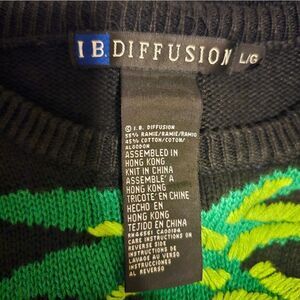 I.B. DIFFUSION L/G
© I. B. DIFFUSION
55% RAMIE/RAMIE/RAMIO
45% COTTON/COTON/
ALGODON
ASSEMBLED IN
HONG KONG
KNIT IN CHINA
ASSEMBLE' A
HONG KONG
TRICOTE' EN CHINE
HECHO EN
HONG KONG
TEJIDO EN CHINA
CARE INSTRUCTIONS ON
REVERSE SIDE
INSTRUCTIONS DE
LAVAGE AU VERSO
INSTRUCCIONES
AL REVERSO